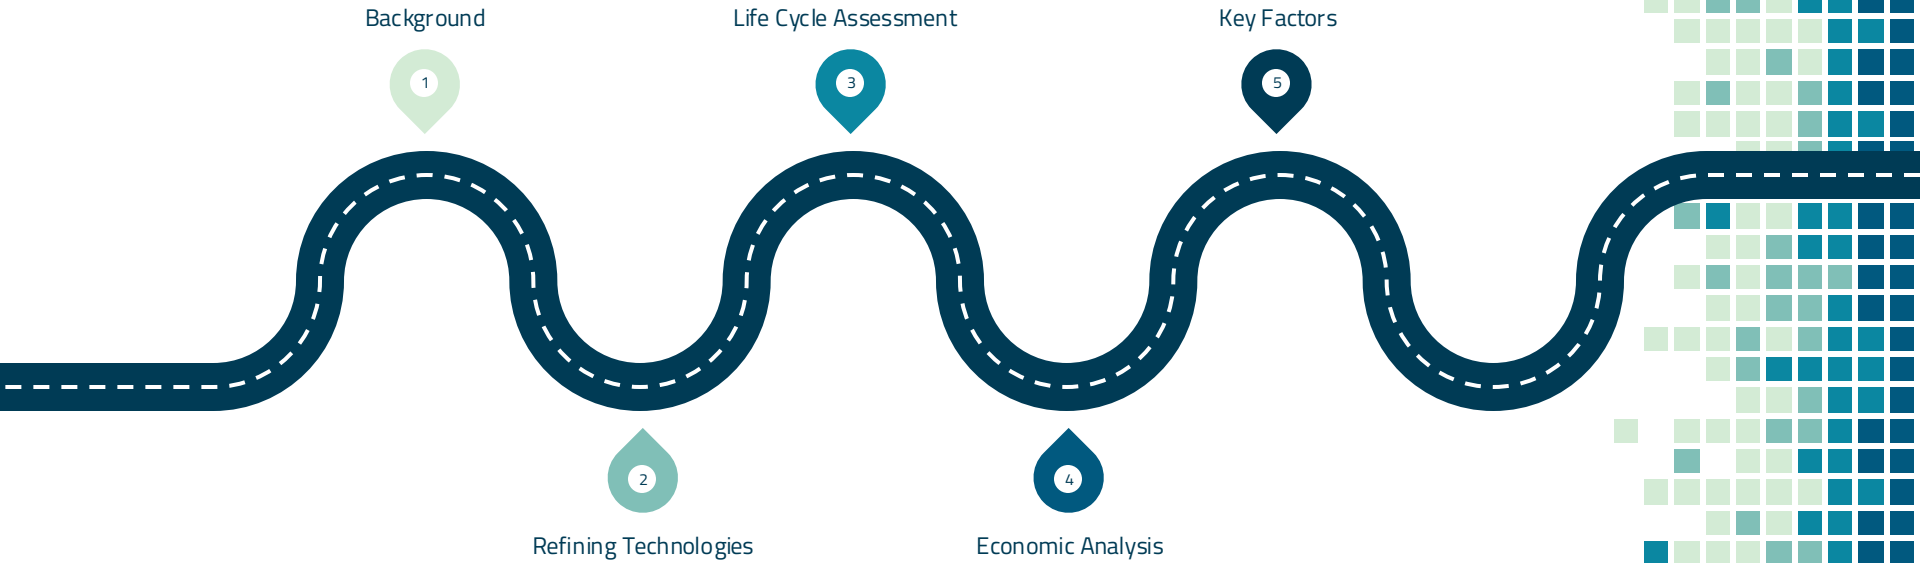 Background
1
Life Cycle Assessment
3
Key Factors
5
2
Refining Technologies
4
Economic Analysis